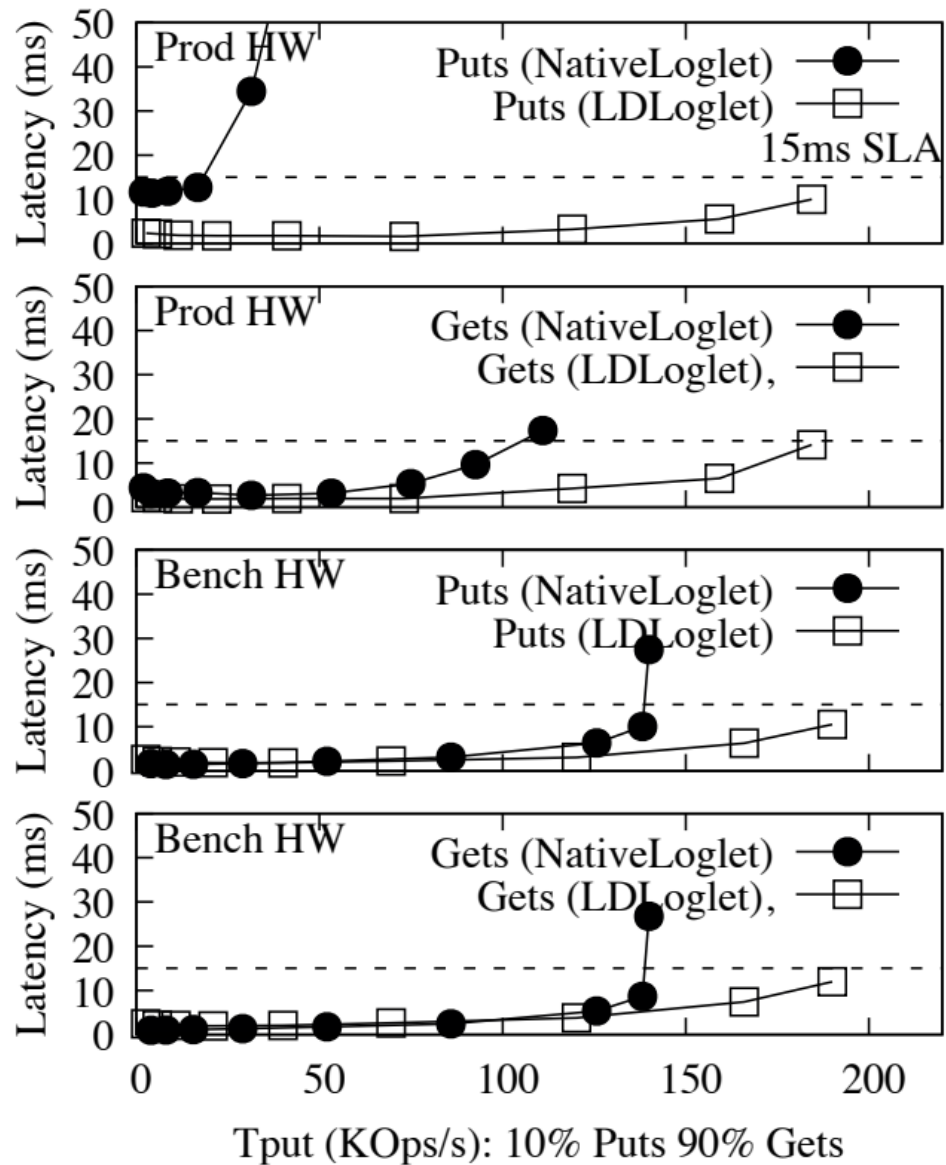 Latency (ms)
50
40
30
20
10
0
Prod HW
Puts (NativeLoglet)
Puts (LDLoglet)
15ms SLA
Latency (ms)
50
40
30
20
10
0
Prod HW
Gets (NativeLoglet)
Gets (LDLoglet),
Latency (ms)
50
40
30
20
10
0
Bench HW
Puts (NativeLoglet)
Puts (LDLoglet)
Latency (ms)
50
40
30
20
10
0
Bench HW
Gets (NativeLoglet)
Gets (LDLoglet),
0 50 100 150 200
Tput (KOps/s): 10% Puts 90% Gets